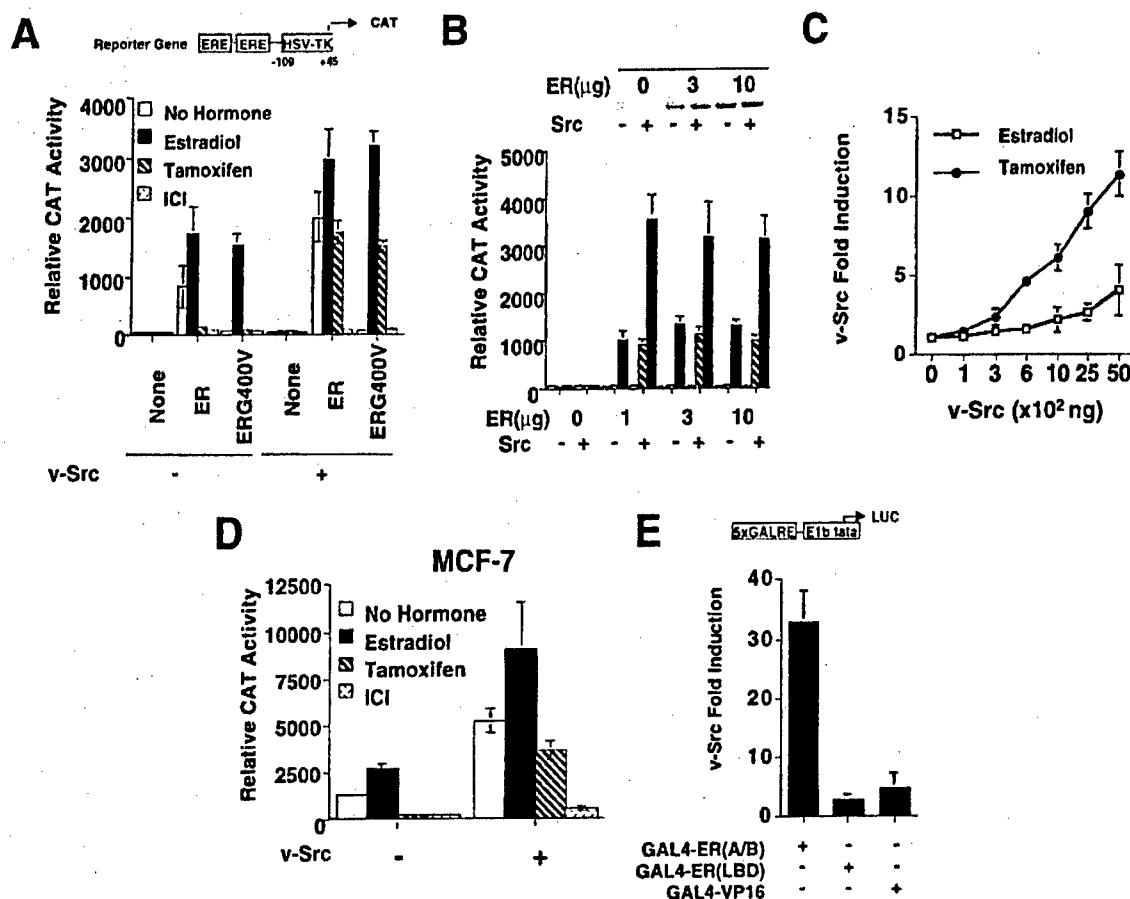 A
Reporter Gene ERE ERE HSV-TK CAT
-109 +45
Relative CAT Activity
4000
3000
2000
1000
0
No Hormone
Estradiol
Tamoxifen
ICI
None
ER
ERG400V
None
ER
ERG400V
v-Src - +
B
ER(µg) 0 3 10
Src - + - + - +
Relative CAT Activity
5000
4000
3000
2000
1000
0
ER(µg) 0 1 3 10
Src - + - + - + - +
C
v-Src Fold Induction
15
10
5
0
Estradiol
Tamoxifen
0 1 3 6 10 25 50
v-Src (x10² ng)
D
MCF-7
Relative CAT Activity
12500
10000
7500
5000
2500
0
No Hormone
Estradiol
Tamoxifen
ICI
v-Src - +
E
5xGALRE E1b tata LUC
v-Src Fold Induction
40
30
20
10
0
GAL4-ER(A/B) + - -
GAL4-ER(LBD) - + -
GAL4-VP16 - - +